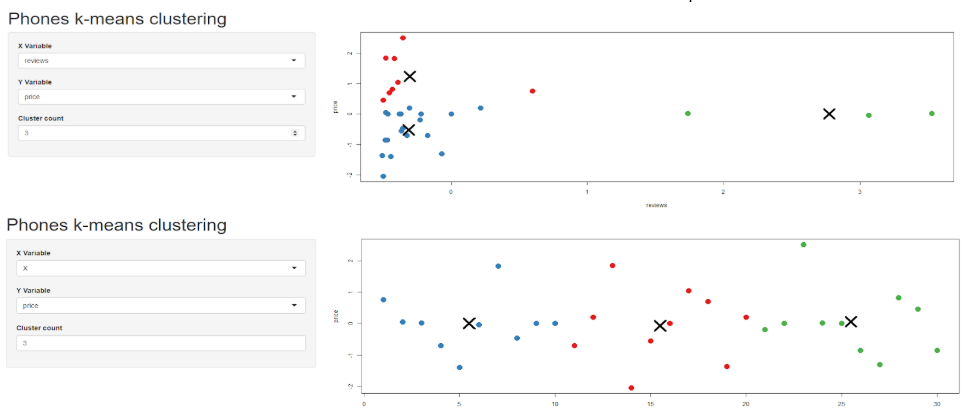 Phones k-means clustering
X Variable
reviews
Y Variable
price
Cluster count
3
price
2
1
0
-1
-2
0 1 2 3
reviews
Phones k-means clustering
X Variable
X
Y Variable
price
Cluster count
3
price
2
1
0
-1
-2
0 5 10 15 20 25 30